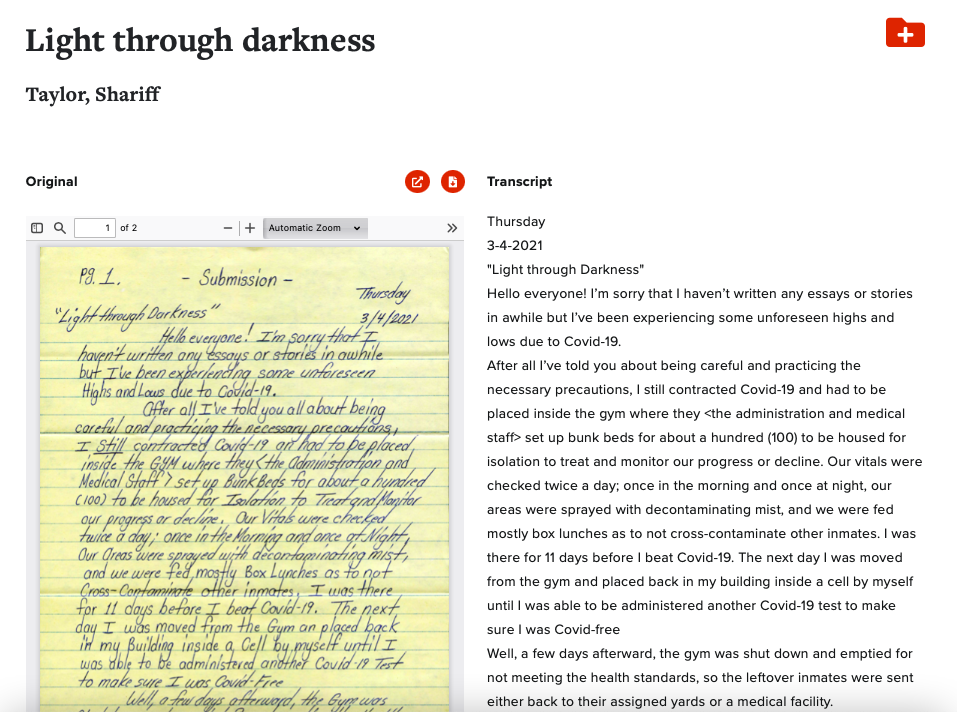 Light through darkness
Taylor, Shariff
Original
1 of 2
Automatic Zoom
Pg. 1.
- Submission -
Thursday
"Light through Darkness"
3/4/2021
Hello everyone! I'm sorry that I
haven't written any essays or stories in awhile
but I've been experiencing some unforeseen
Highs and Lows due to Covid-19.
After all I've told you all about being
careful and practicing the necessary precautions,
I Still contracted Covid-19 an had to be placed
inside the GYM where they <the Administration and
Medical Staff> set up Bunk Beds for about a hundred
(100) to be housed for Isolation to Treat and Monitor
our progress or decline. Our Vitals were checked
twice a day; once in the Morning and once at Night,
Our Areas were sprayed with decontaminating mist,
and we were fed mostly Box Lunches as to not
Cross-Contaminate other inmates. I was there
for 11 days before I beat Covid-19. The next
day I was moved from the Gym an placed back
in my Building inside a Cell by myself until I
was able to be administered another Covid-19 Test
to make sure I was Covid-Free
Well, a few days afterward, the Gym was
Transcript
Thursday
3-4-2021
"Light through Darkness"
Hello everyone! I'm sorry that I haven't written any essays or stories
in awhile but I've been experiencing some unforeseen highs and
lows due to Covid-19.
After all I've told you about being careful and practicing the
necessary precautions, I still contracted Covid-19 and had to be
placed inside the gym where they <the administration and medical
staff> set up bunk beds for about a hundred (100) to be housed for
isolation to treat and monitor our progress or decline. Our vitals were
checked twice a day; once in the morning and once at night, our
areas were sprayed with decontaminating mist, and we were fed
mostly box lunches as to not cross-contaminate other inmates. I was
there for 11 days before I beat Covid-19. The next day I was moved
from the gym and placed back in my building inside a cell by myself
until I was able to be administered another Covid-19 test to make
sure I was Covid-free
Well, a few days afterward, the gym was shut down and emptied for
not meeting the health standards, so the leftover inmates were sent
either back to their assigned yards or a medical facility.